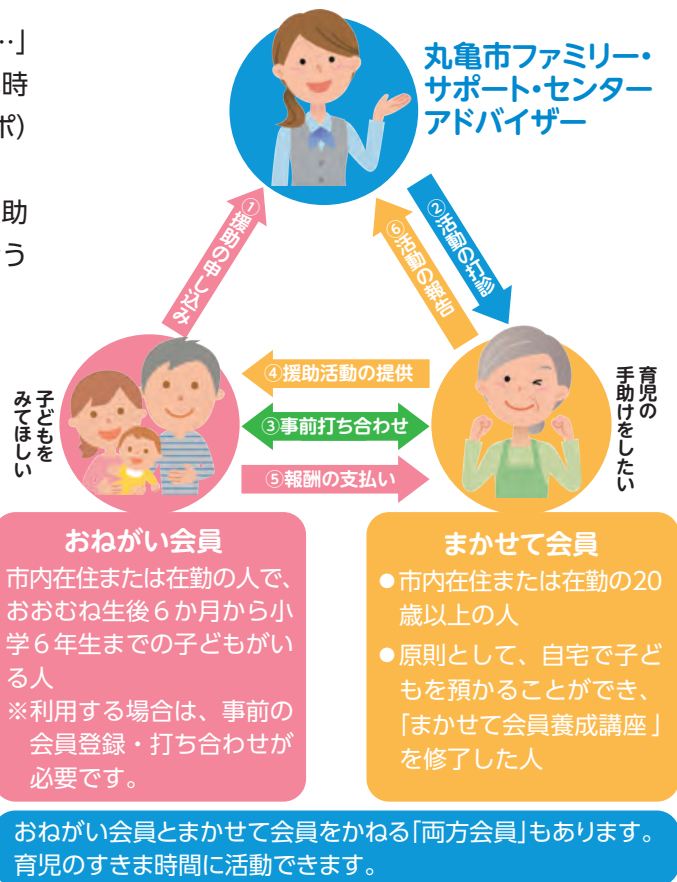 …」
時
ポ)
助
う
丸亀市ファミリー・
サポート・センター
アドバイザー
①援助の申し込み
②活動の打診
⑥活動の報告
④援助活動の提供
③事前打ち合わせ
⑤報酬の支払い
子どもを
みてほしい
育児の
手助けをしたい
おねがい会員
市内在住または在勤の人で、
おおむね生後6か月から小
学6年生までの子どもがい
る人
※利用する場合は、事前の
会員登録・打ち合わせが
必要です。
まかせて会員
●市内在住または在勤の20
歳以上の人
●原則として、自宅で子ど
もを預かることができ、
「まかせて会員養成講座」
を修了した人
おねがい会員とまかせて会員をかねる「両方会員」もあります。
育児のすきま時間に活動できます。